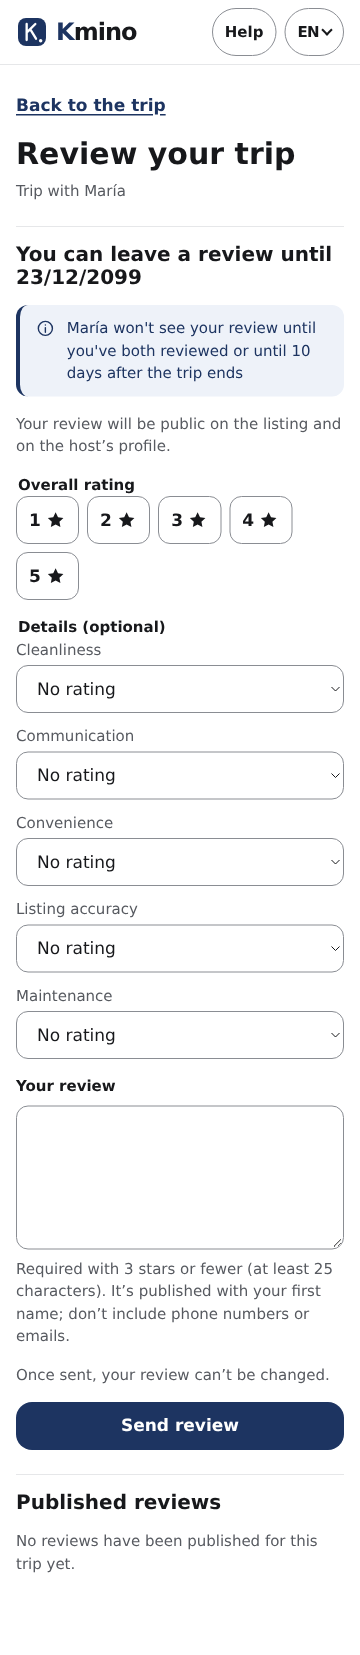 Kmino
Help
EN
Back to the trip
Review your trip
Trip with María
You can leave a review until
23/12/2099
María won't see your review until
you've both reviewed or until 10
days after the trip ends
Your review will be public on the listing and
on the host’s profile.
Overall rating
1 ★
2 ★
3 ★
4 ★
5 ★
Details (optional)
Cleanliness
No rating
Communication
No rating
Convenience
No rating
Listing accuracy
No rating
Maintenance
No rating
Your review
Required with 3 stars or fewer (at least 25
characters). It’s published with your first
name; don’t include phone numbers or
emails.
Once sent, your review can’t be changed.
Send review
Published reviews
No reviews have been published for this
trip yet.